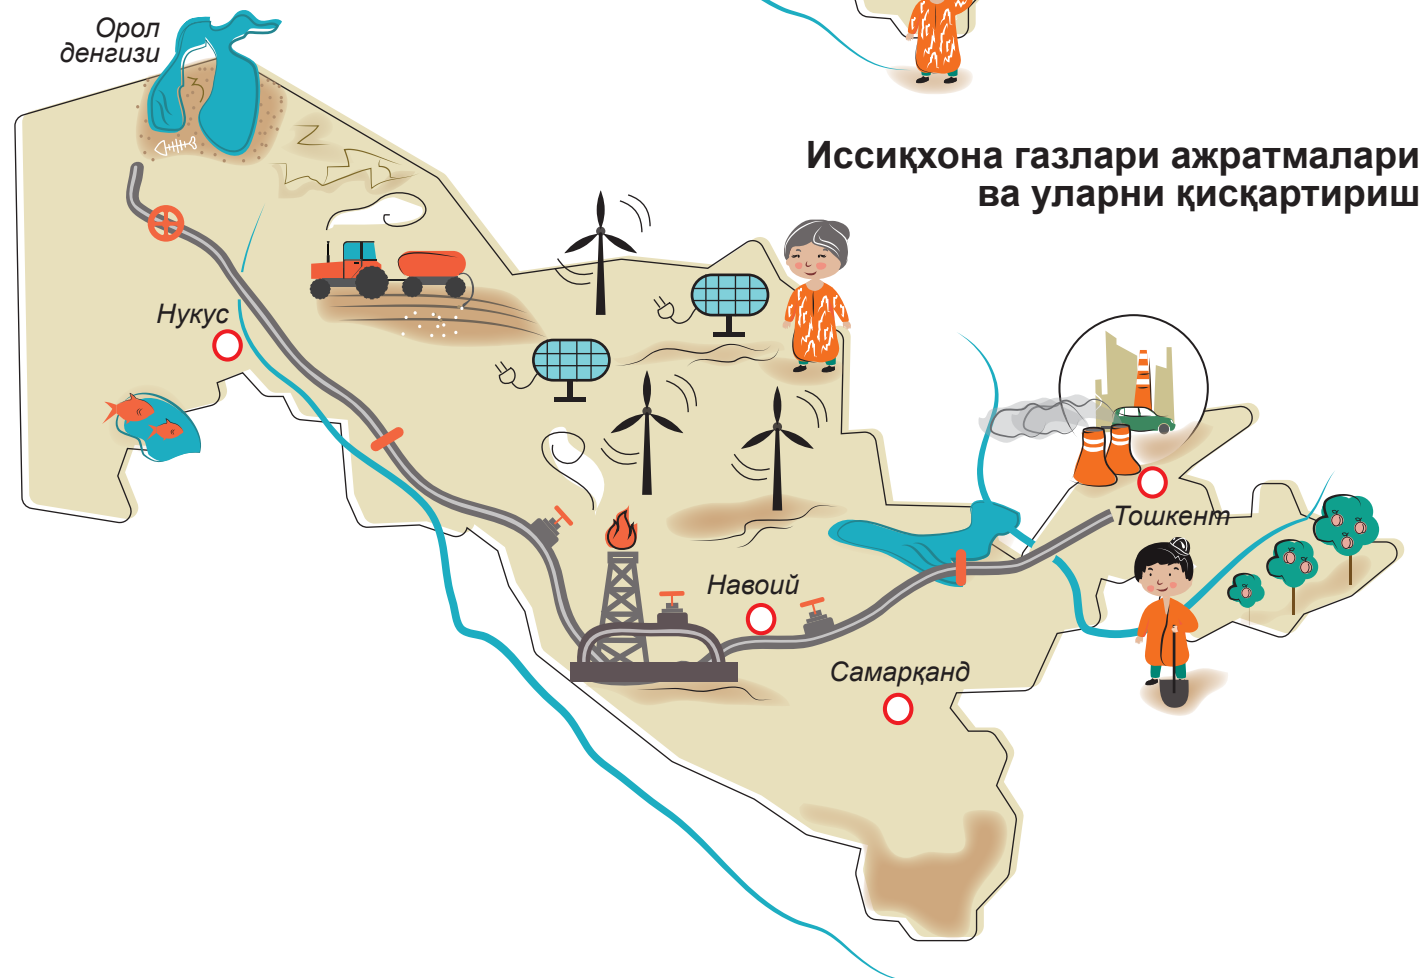 Орол
денгизи
Иссиқхона газлари ажратмалари
ва уларни қисқартириш
Нукус
Тошкент
Навоий
Самарқанд